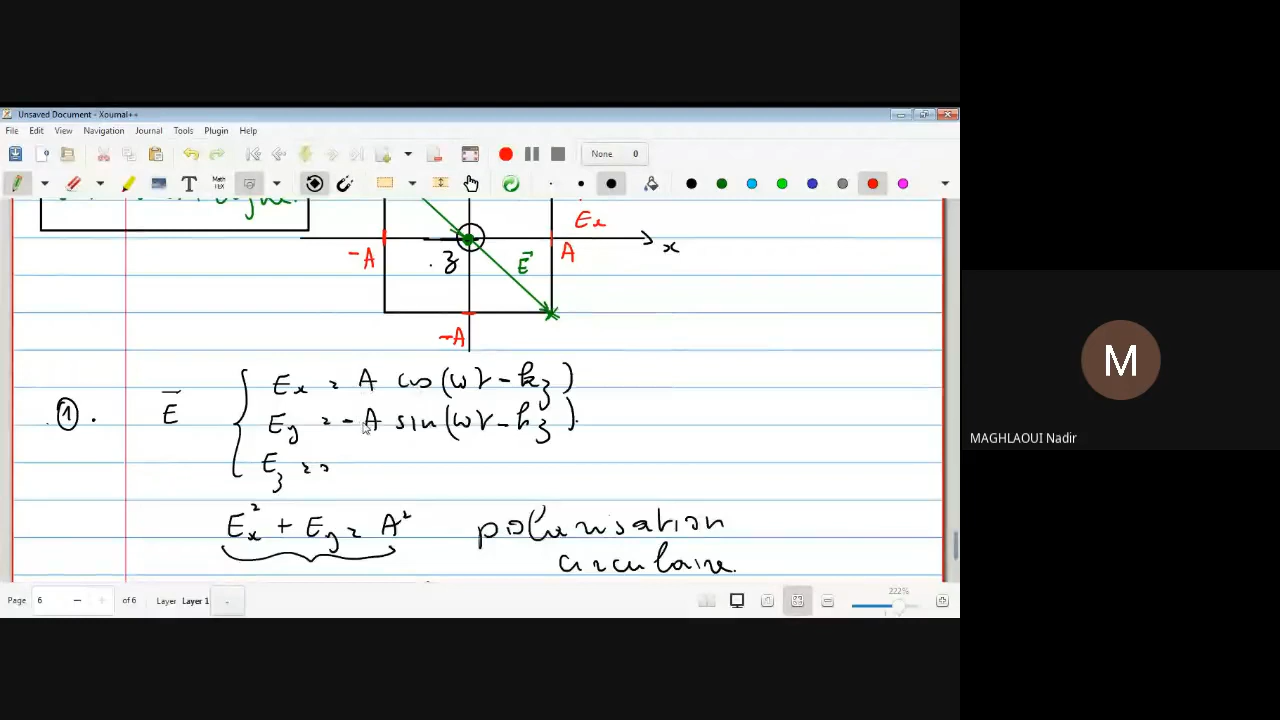 Unsaved Document - Xournal++
File Edit View Navigation Journal Tools Plugin Help
None 0
Ex
-A z E A x
-A
①. E { Ex = A cos(ωt - kz)
Ey = -A sin(ωt - kz).
Ez = 0
Ex² + Ey = A² polarisation
circulaire.
Page 6 of 6 Layer Layer 1 222%
M
MAGHLAOUI Nadir